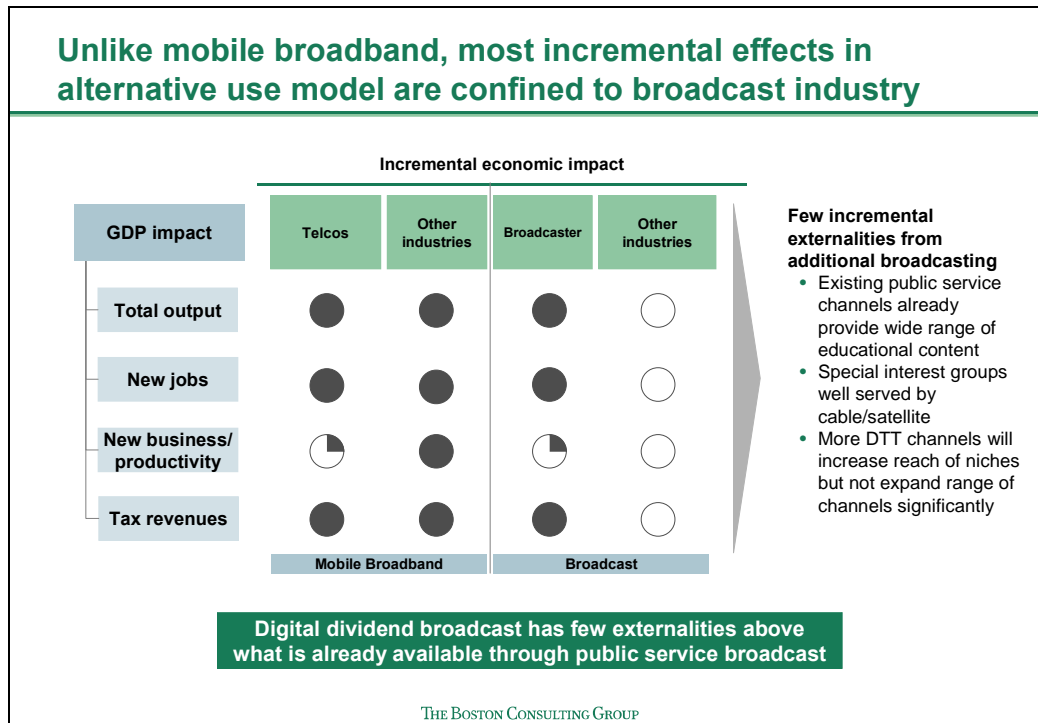 Unlike mobile broadband, most incremental effects in
alternative use model are confined to broadcast industry
Incremental economic impact
GDP impact
Telcos
Other
industries
Broadcaster
Other
industries
Total output
New jobs
New business/
productivity
Tax revenues
Mobile Broadband
Broadcast
Few incremental
externalities from
additional broadcasting
• Existing public service
channels already
provide wide range of
educational content
• Special interest groups
well served by
cable/satellite
• More DTT channels will
increase reach of niches
but not expand range of
channels significantly
Digital dividend broadcast has few externalities above
what is already available through public service broadcast
THE BOSTON CONSULTING GROUP